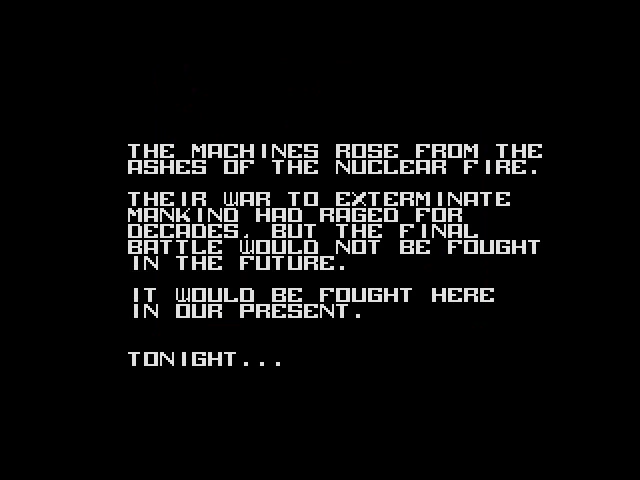 THE MACHINES ROSE FROM THE
ASHES OF THE NUCLEAR FIRE.
THEIR WAR TO EXTERMINATE
MANKIND HAD RAGED FOR
DECADES, BUT THE FINAL
BATTLE WOULD NOT BE FOUGHT
IN THE FUTURE.
IT WOULD BE FOUGHT HERE
IN OUR PRESENT.
TONIGHT...